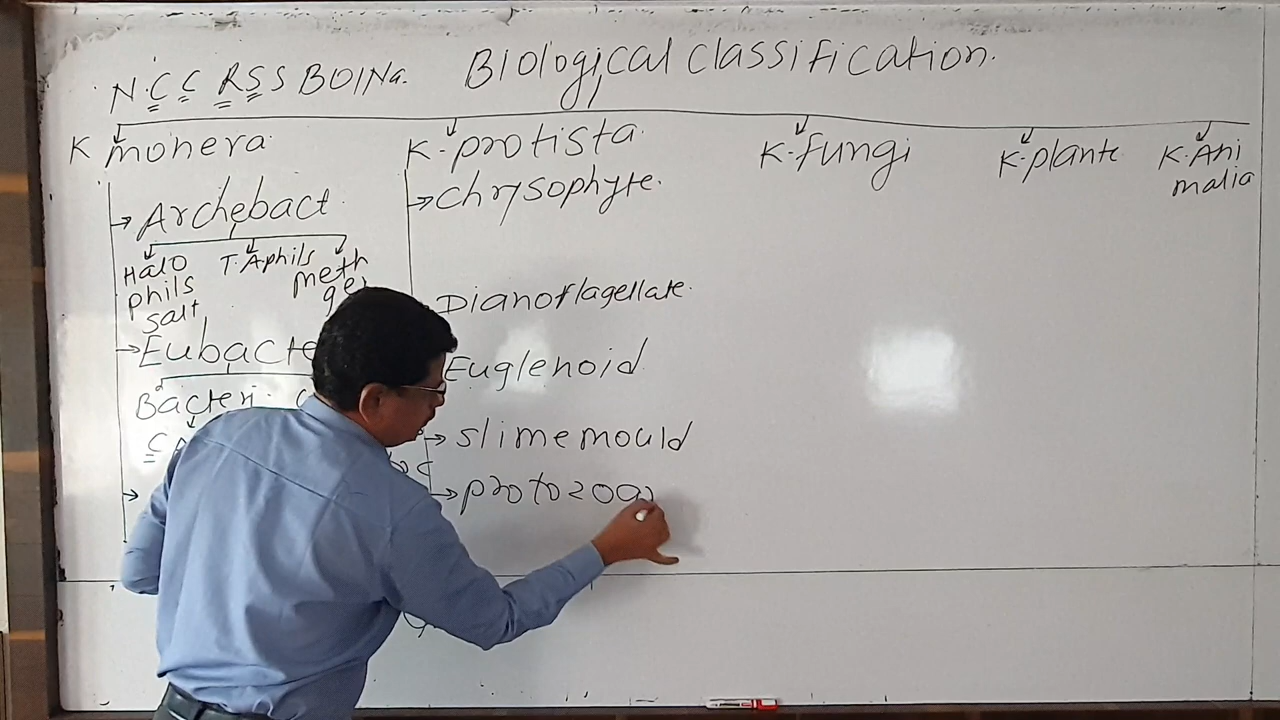 Biological classification.
N.C C RSS BOINa.
K monera
Archebact
Halo
phils
salt
T.Aphils
meth
Eubacte
Bacteri
K-protista
chrysophyte.
Dianoflagellate.
Euglenoid
slimemould
protozoa
K-fungi
K-plante
K-Ani
malia